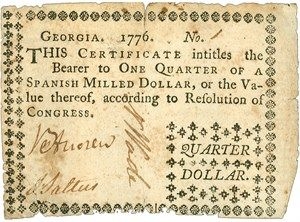 GEORGIA, 1776. No.
THIS CERTIFICATE intitles the
Bearer to ONE QUARTER OF A
SPANISH MILLED DOLLAR, or the Va-
lue thereof, according to Resolution of
CONGRESS.
QUARTER
DOLLAR.